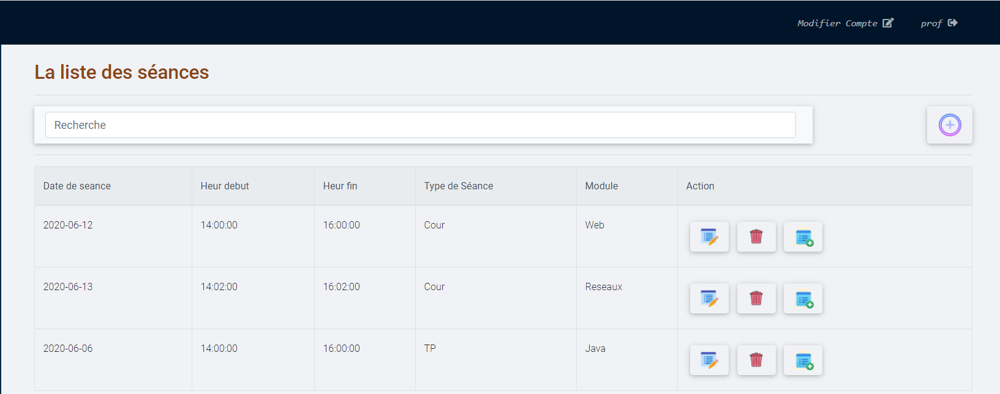 Modifier Compte prof
La liste des séances
Recherche
Date de seance Heur debut Heur fin Type de Séance Module Action
2020-06-12 14:00:00 16:00:00 Cour Web
2020-06-13 14:02:00 16:02:00 Cour Reseaux
2020-06-06 14:00:00 16:00:00 TP Java